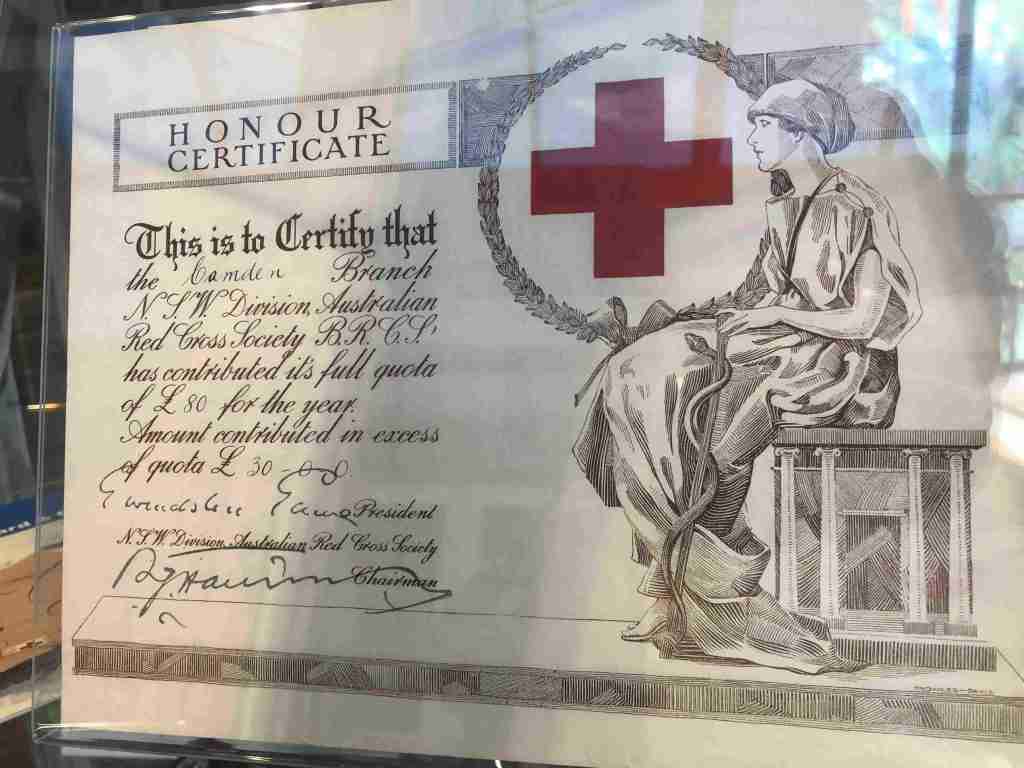 HONOUR
CERTIFICATE
This is to Certify that
the Camden Branch
N.S.W. Division, Australian
Red Cross Society B.R.C.S.
has contributed it's full quota
of £ 80 for the year.
Amount contributed in excess
of quota £ 30
President
N.S.W. Division Australian Red Cross Society
Chairman